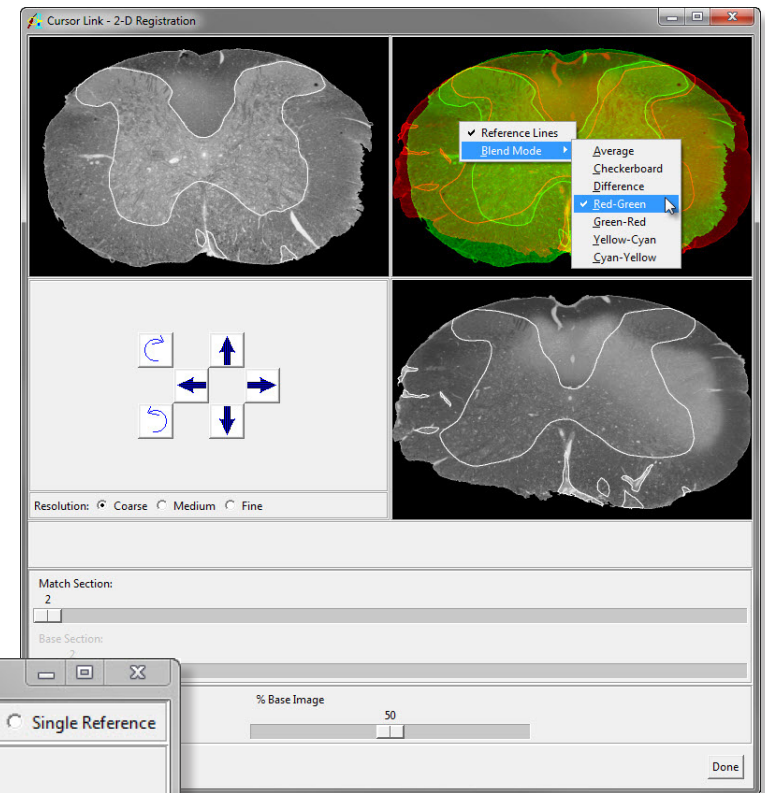 Cursor Link - 2-D Registration
Reference Lines
Blend Mode
Average
Checkerboard
Difference
Red-Green
Green-Red
Yellow-Cyan
Cyan-Yellow
Resolution: Coarse Medium Fine
Match Section:
2
Base Section:
2
Single Reference
% Base Image
50
Done